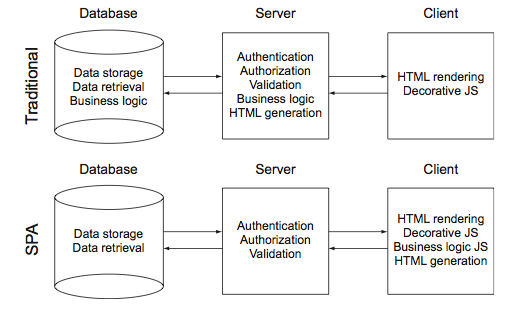 Database
Server
Client
Traditional
Data storage
Data retrieval
Business logic
Authentication
Authorization
Validation
Business logic
HTML generation
HTML rendering
Decorative JS
Database
Server
Client
SPA
Data storage
Data retrieval
Authentication
Authorization
Validation
HTML rendering
Decorative JS
Business logic JS
HTML generation